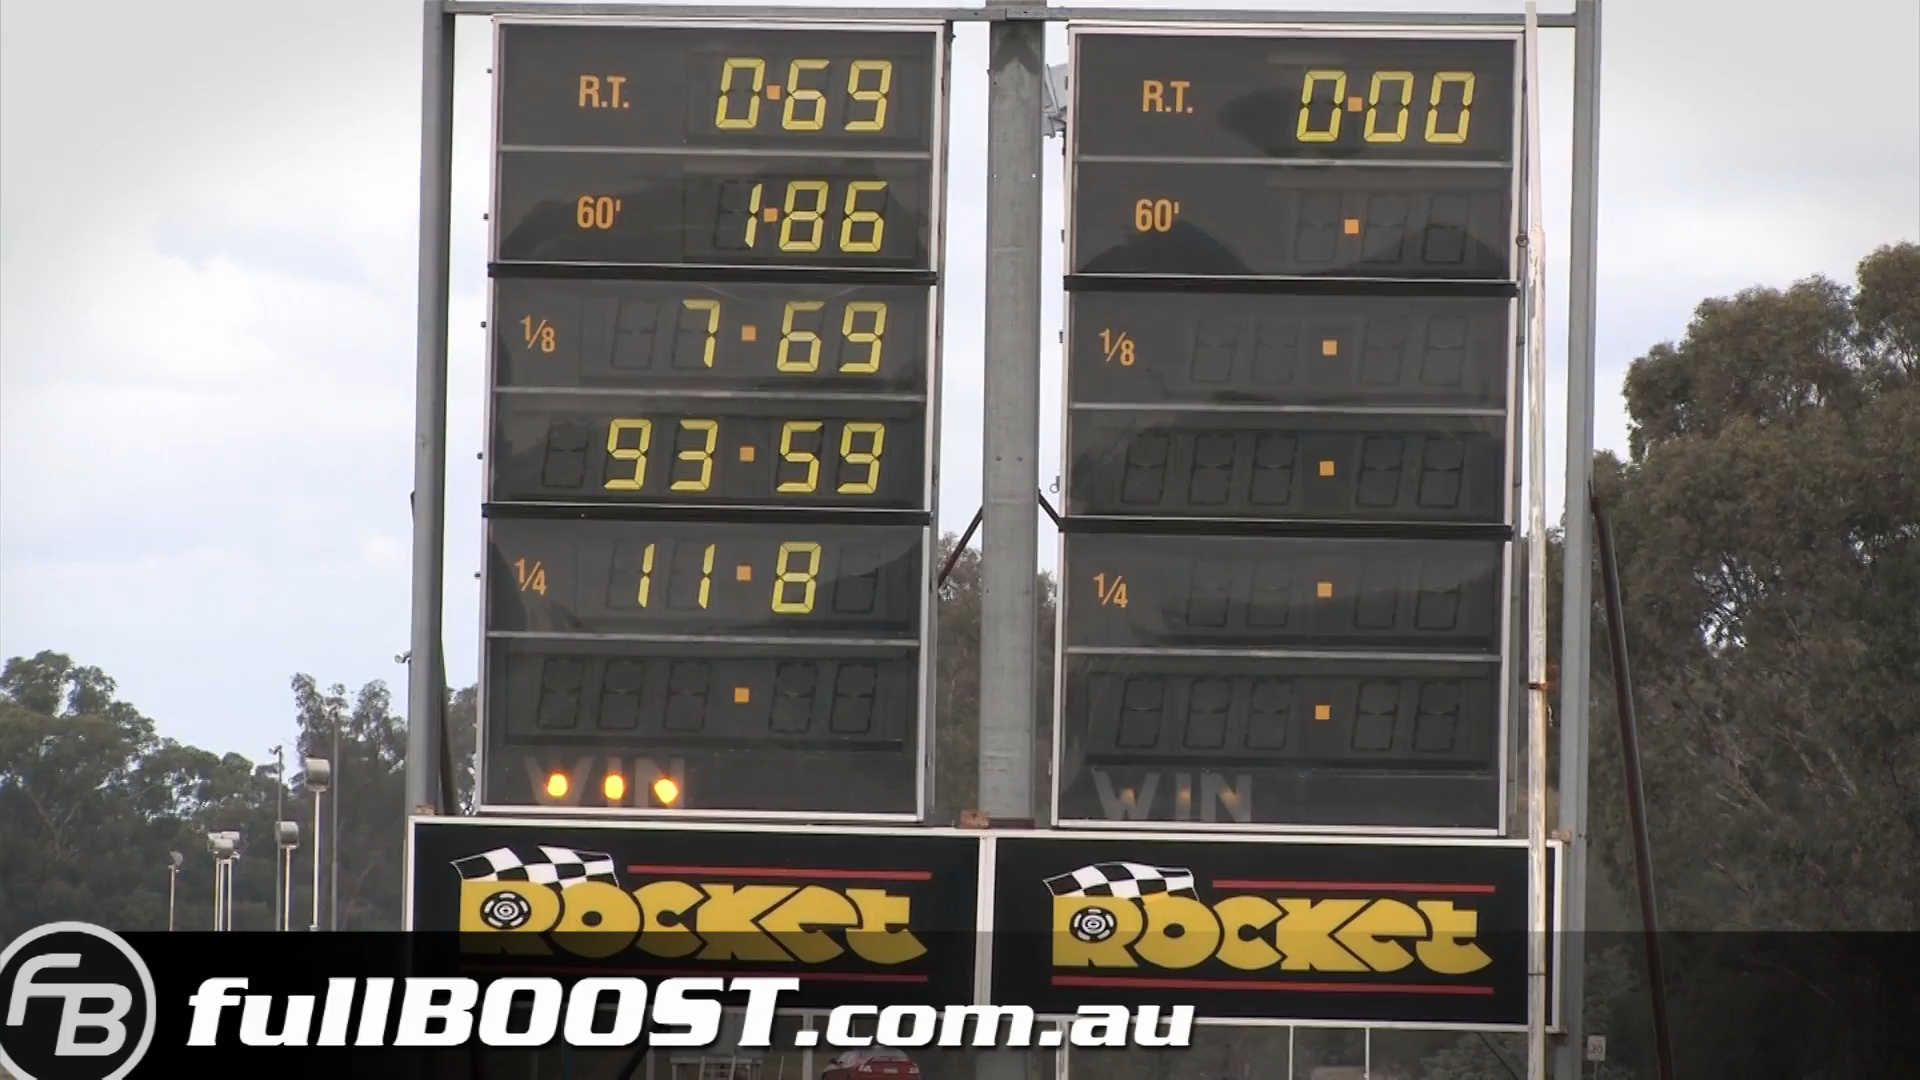 R.T. 0.69
60' 1.86
1/8 7.69
93.59
1/4 11.8
WIN
ROCKET
R.T. 0.00
60'
1/8
1/4
WIN
ROCKET
FB
fullBOOST.com.au